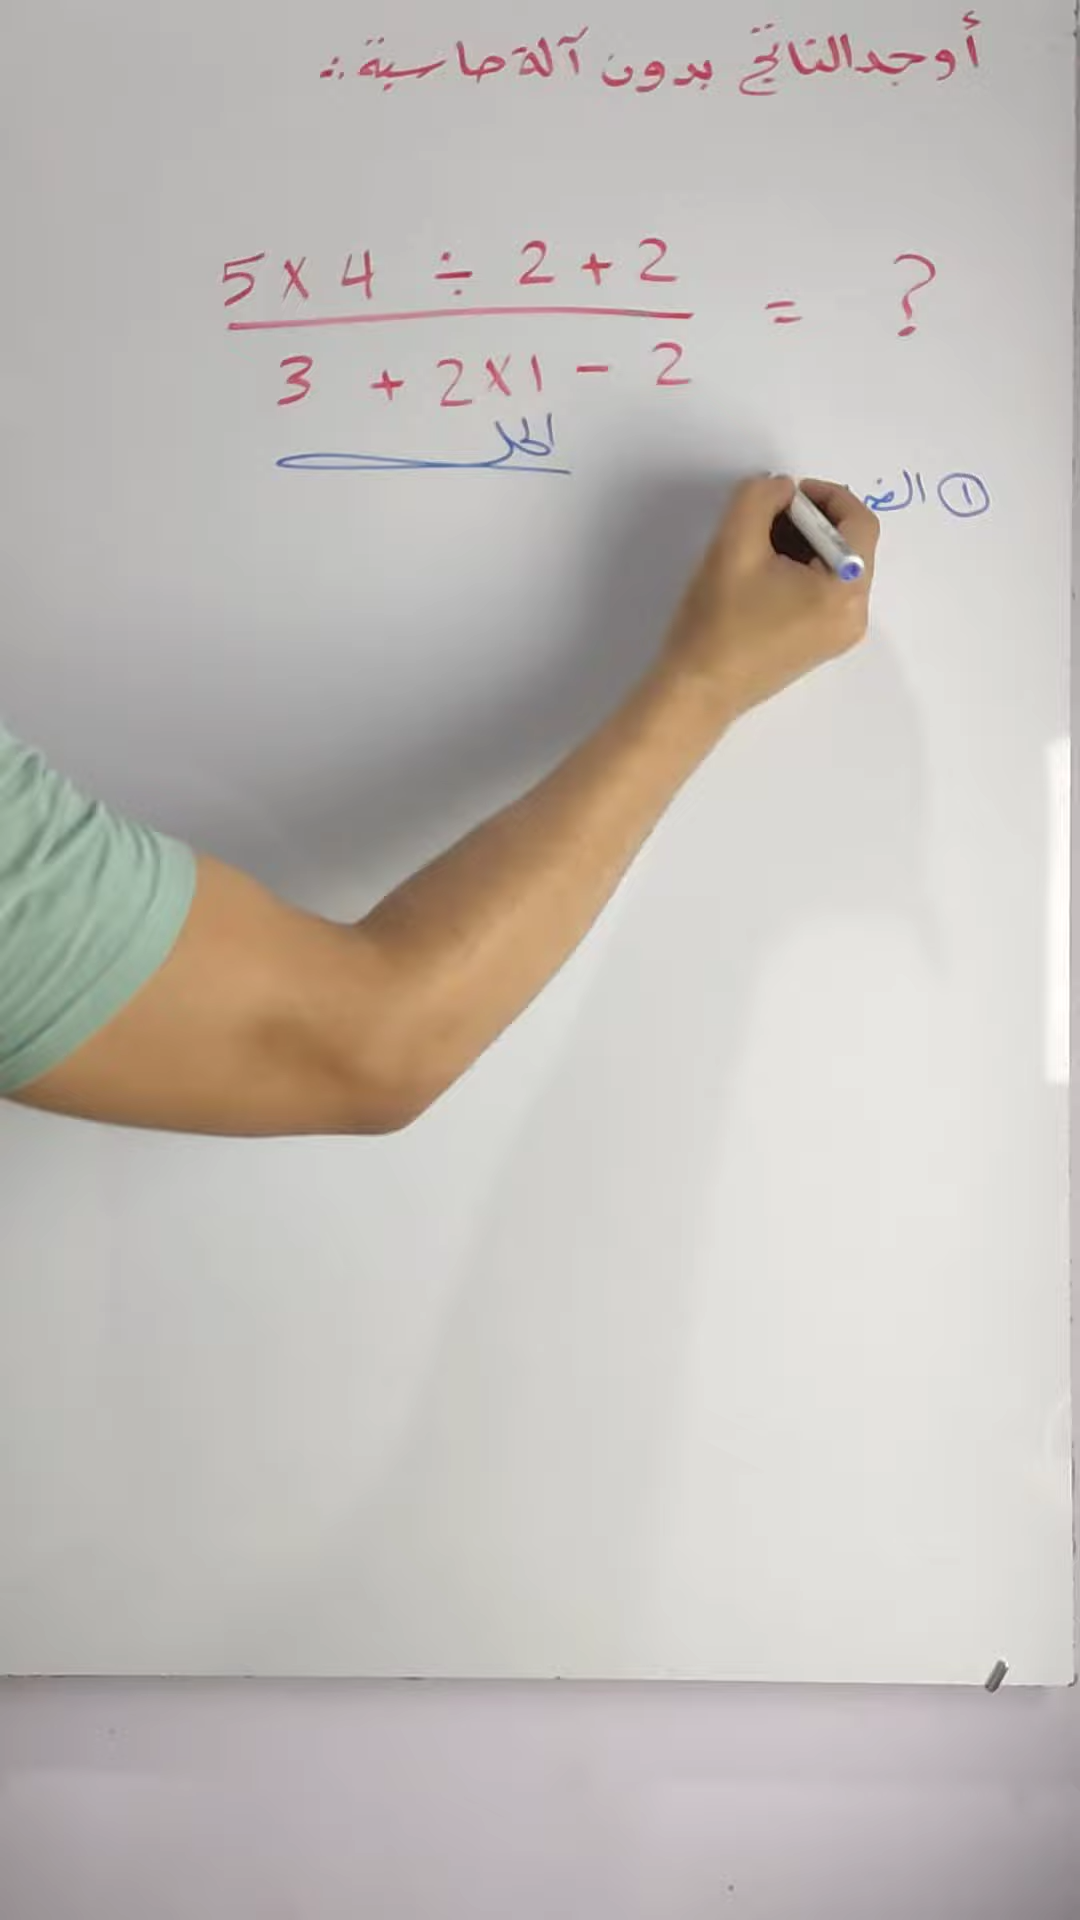 أوجد الناتج بدون آلة حاسبة :
5 × 4 ÷ 2 + 2
= ?
3 + 2 × 1 - 2
الحل
①